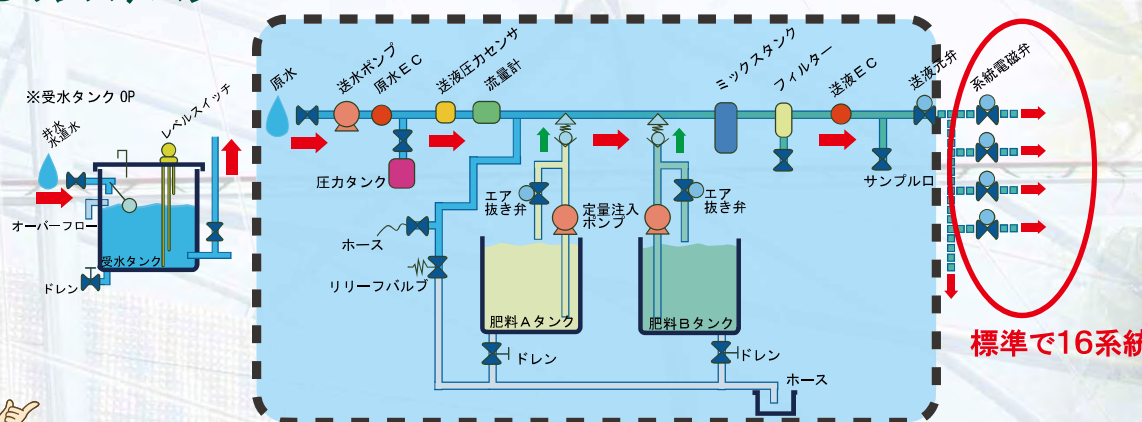 ※受水タンク OP
井水
水道水
レベルスイッチ
オーバーフロー
受水タンク
ドレン
原水
送水ポンプ
原水EC
送液圧力センサ
流量計
ミックスタンク
フィルター
送液EC
送液元弁
系統電磁弁
圧力タンク
サンプル口
エア
抜き弁
定量注入
ポンプ
エア
抜き弁
ホース
リリーフバルブ
肥料Aタンク
肥料Bタンク
ドレン
ドレン
ホース
標準で16系統